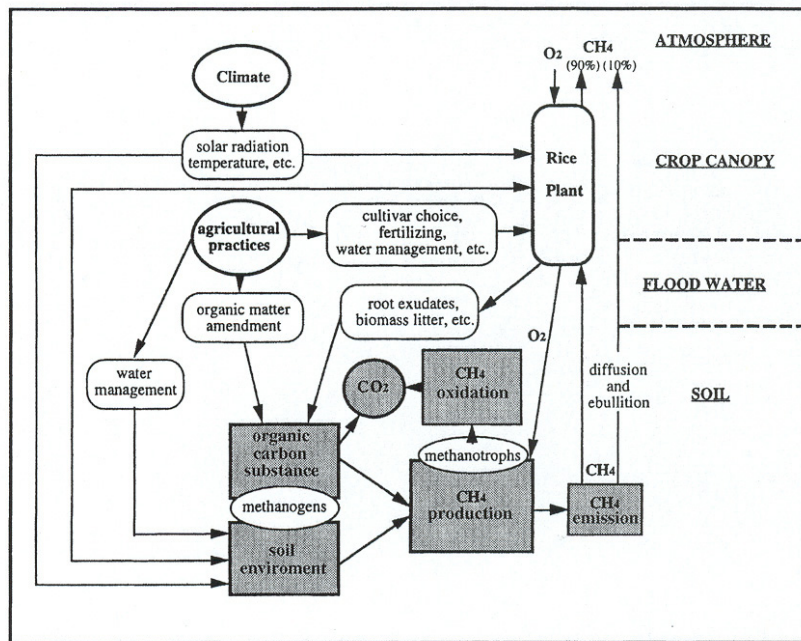 ATMOSPHERE
O2
CH4
(90%) (10%)
Climate
solar radiation
temperature, etc.
Rice
Plant
CROP CANOPY
agricultural
practices
cultivar choice,
fertilizing,
water management, etc.
FLOOD WATER
organic matter
amendment
root exudates,
biomass litter, etc.
O2
water
management
CO2
CH4
oxidation
diffusion and
ebullition
SOIL
organic
carbon
substance
methanotrophs
CH4
methanogens
CH4
production
CH4
emission
soil
enviroment